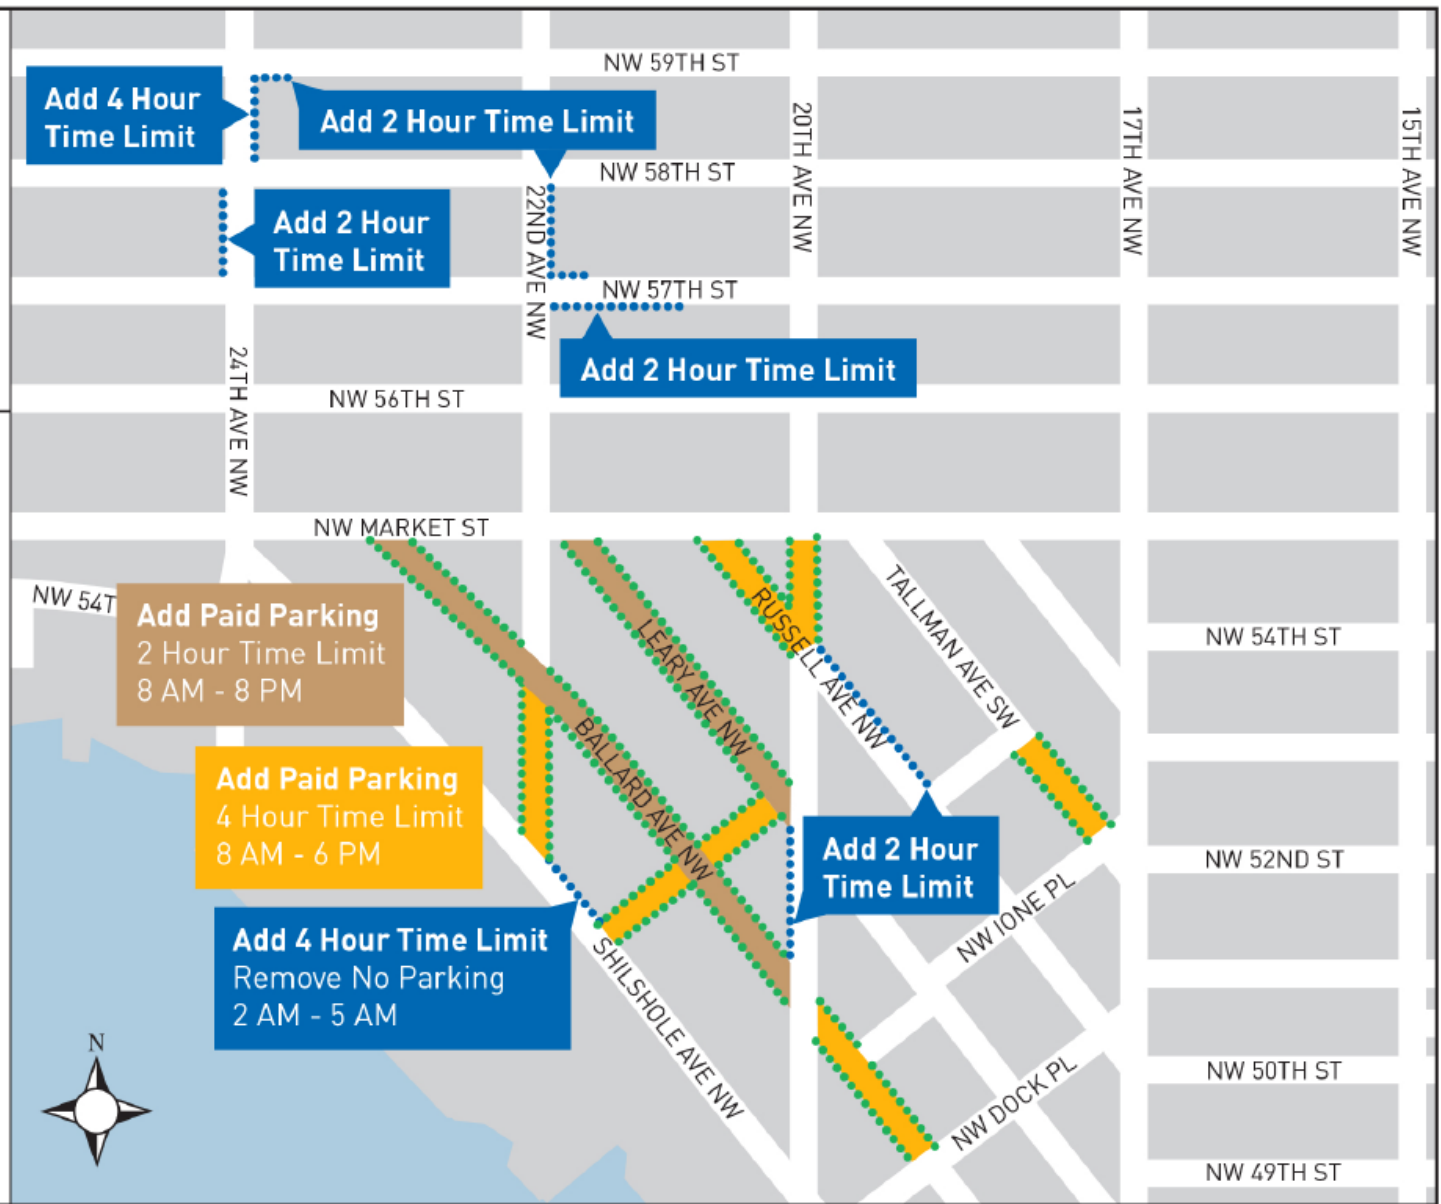 NW 59TH ST
Add 4 Hour
Time Limit
Add 2 Hour Time Limit
20TH AVE NW
17TH AVE NW
15TH AVE NW
NW 58TH ST
22ND AVE NW
Add 2 Hour
Time Limit
NW 57TH ST
Add 2 Hour Time Limit
24TH AVE NW
NW 56TH ST
NW MARKET ST
NW 54T
Add Paid Parking
2 Hour Time Limit
8 AM - 8 PM
RUSSELL AVE NW
TALLMAN AVE SW
LEARY AVE NW
NW 54TH ST
BALLARD AVE NW
Add Paid Parking
4 Hour Time Limit
8 AM - 6 PM
Add 2 Hour
Time Limit
NW 52ND ST
NW IONE PL
Add 4 Hour Time Limit
Remove No Parking
2 AM - 5 AM
SHILSHOLE AVE NW
N
NW 50TH ST
NW DOCK PL
NW 49TH ST